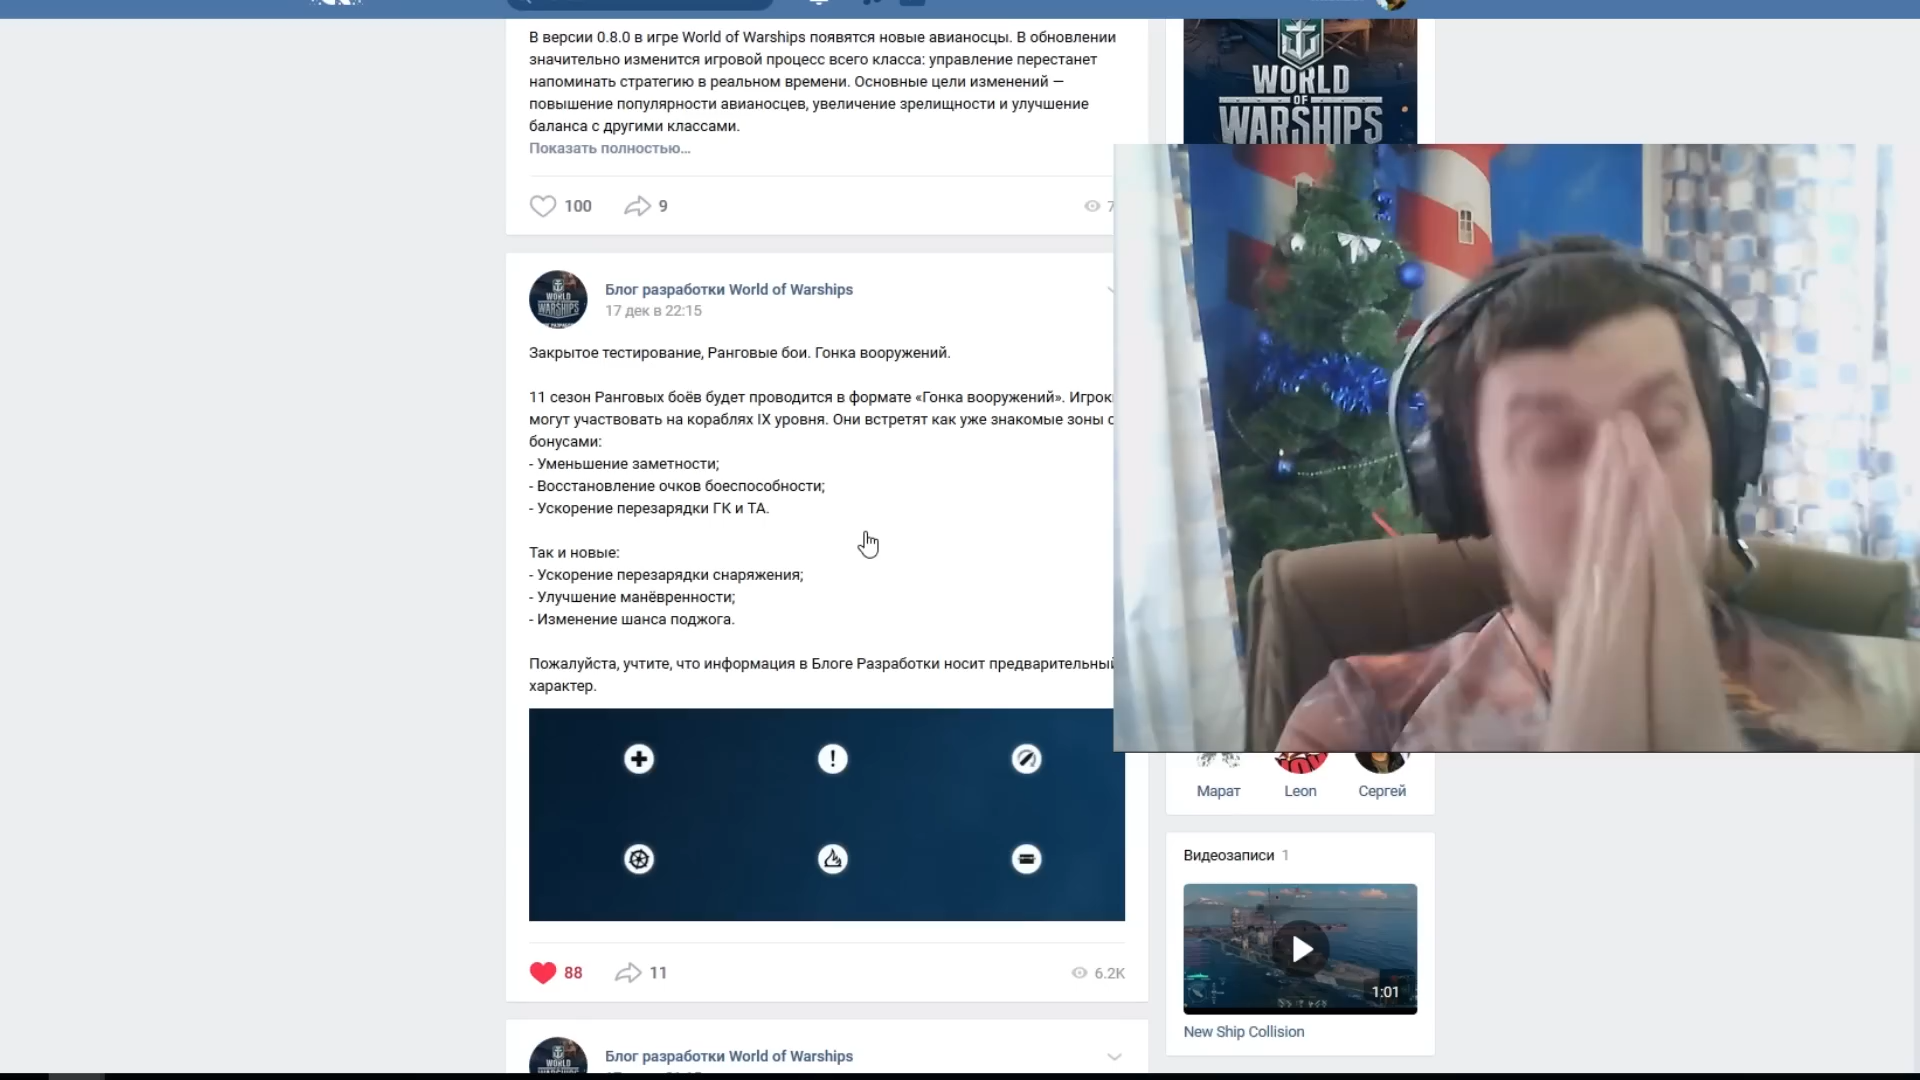 В версии 0.8.0 в игре World of Warships появятся новые авианосцы. В обновлении
значительно изменится игровой процесс всего класса: управление перестанет
напоминать стратегию в реальном времени. Основные цели изменений —
повышение популярности авианосцев, увеличение зрелищности и улучшение
баланса с другими классами.
Показать полностью...
100 9 7
WORLD
OF
WARSHIPS
Блог разработки World of Warships
17 дек в 22:15
Закрытое тестирование, Ранговые бои. Гонка вооружений.
11 сезон Ранговых боёв будет проводится в формате «Гонка вооружений». Игрок
могут участвовать на кораблях IX уровня. Они встретят как уже знакомые зоны с
бонусами:
- Уменьшение заметности;
- Восстановление очков боеспособности;
- Ускорение перезарядки ГК и ТА.
Так и новые:
- Ускорение перезарядки снаряжения;
- Улучшение манёвренности;
- Изменение шанса поджога.
Пожалуйста, учтите, что информация в Блоге Разработки носит предварительный
характер.
88 11 6.2K
Марат Leon Сергей
Видеозаписи 1
1:01
New Ship Collision
Блог разработки World of Warships